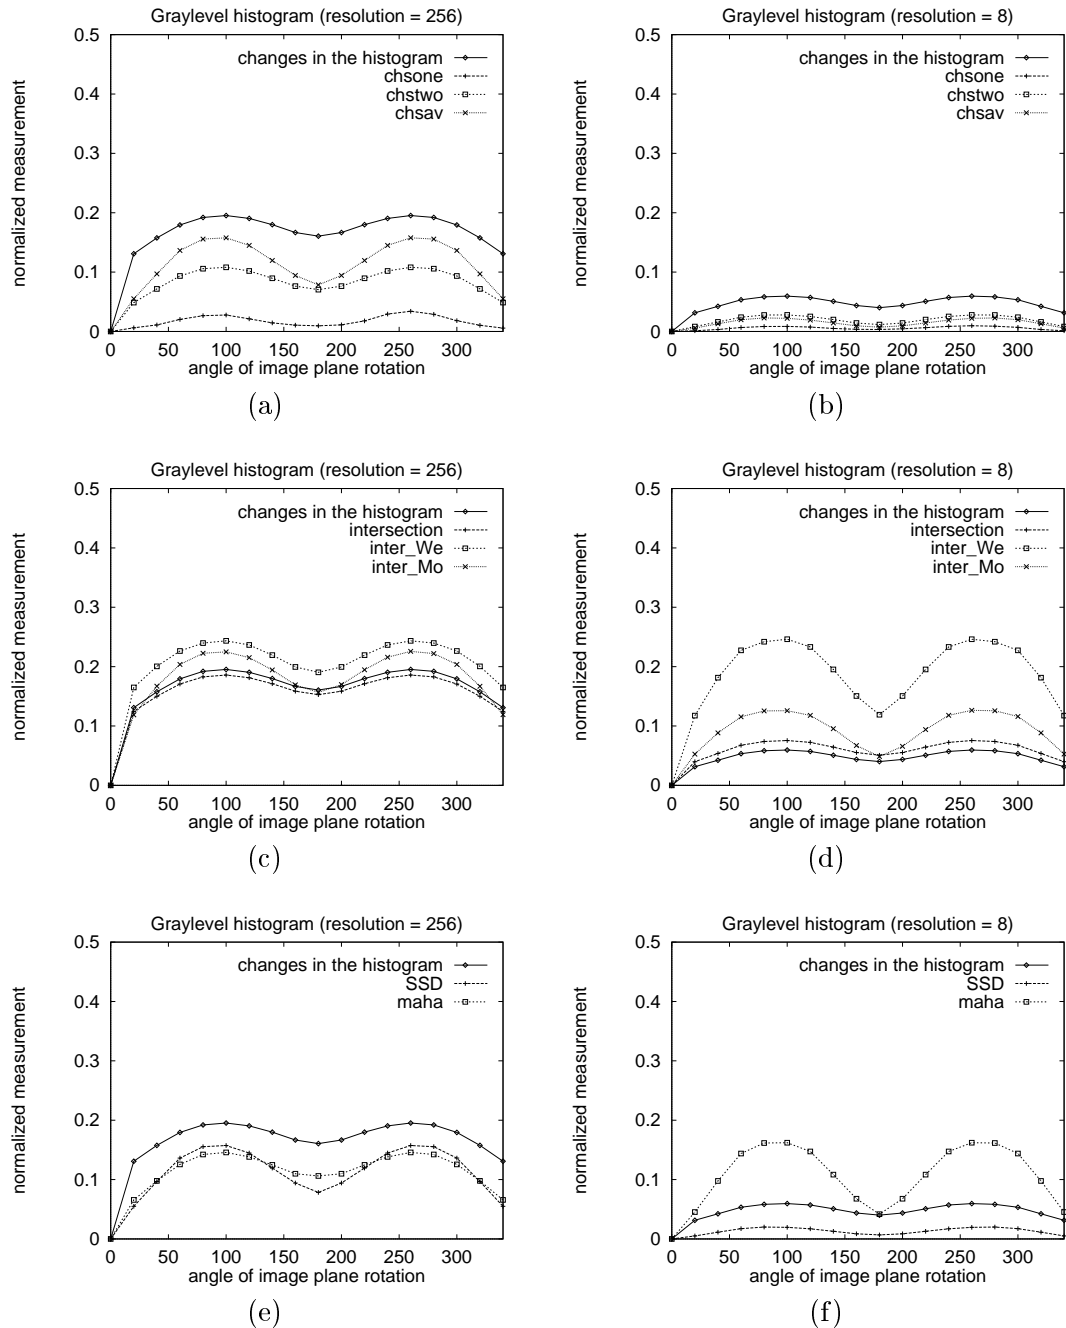 Graylevel histogram (resolution = 256)
0.5
0.4
0.3
0.2
0.1
0
normalized measurement
changes in the histogram
chsone
chstwo
chsav
0 50 100 150 200 250 300
angle of image plane rotation
(a)
Graylevel histogram (resolution = 8)
0.5
0.4
0.3
0.2
0.1
0
normalized measurement
changes in the histogram
chsone
chstwo
chsav
0 50 100 150 200 250 300
angle of image plane rotation
(b)
Graylevel histogram (resolution = 256)
0.5
0.4
0.3
0.2
0.1
0
normalized measurement
changes in the histogram
intersection
inter_We
inter_Mo
0 50 100 150 200 250 300
angle of image plane rotation
(c)
Graylevel histogram (resolution = 8)
0.5
0.4
0.3
0.2
0.1
0
normalized measurement
changes in the histogram
intersection
inter_We
inter_Mo
0 50 100 150 200 250 300
angle of image plane rotation
(d)
Graylevel histogram (resolution = 256)
0.5
0.4
0.3
0.2
0.1
0
normalized measurement
changes in the histogram
SSD
maha
0 50 100 150 200 250 300
angle of image plane rotation
(e)
Graylevel histogram (resolution = 8)
0.5
0.4
0.3
0.2
0.1
0
normalized measurement
changes in the histogram
SSD
maha
0 50 100 150 200 250 300
angle of image plane rotation
(f)